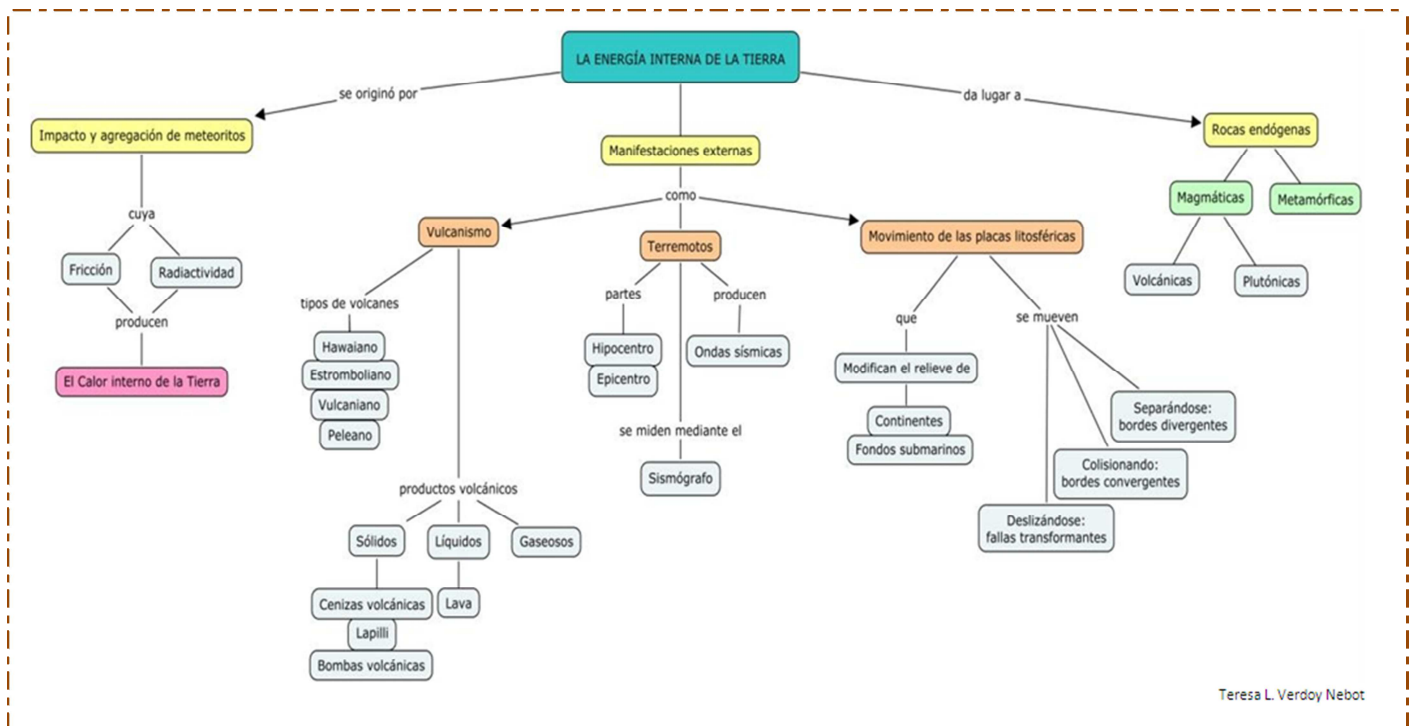 LA ENERGÍA INTERNA DE LA TIERRA
se originó por
Impacto y agregación de meteoritos
cuya
Fricción
Radiactividad
producen
El Calor interno de la Tierra
Manifestaciones externas
como
Vulcanismo
tipos de volcanes
Hawaiano
Estromboliano
Vulcaniano
Peleano
productos volcánicos
Sólidos
Líquidos
Gaseosos
Cenizas volcánicas
Lapilli
Bombas volcánicas
Lava
Terremotos
partes
Hipocentro
Epicentro
producen
Ondas sísmicas
se miden mediante el
Sismógrafo
Movimiento de las placas litosféricas
que
Modifican el relieve de
Continentes
Fondos submarinos
se mueven
Separándose:
bordes divergentes
Colisionando:
bordes convergentes
Deslizándose:
fallas transformantes
da lugar a
Rocas endógenas
Magmáticas
Metamórficas
Volcánicas
Plutónicas
Teresa L. Verdoy Nebot